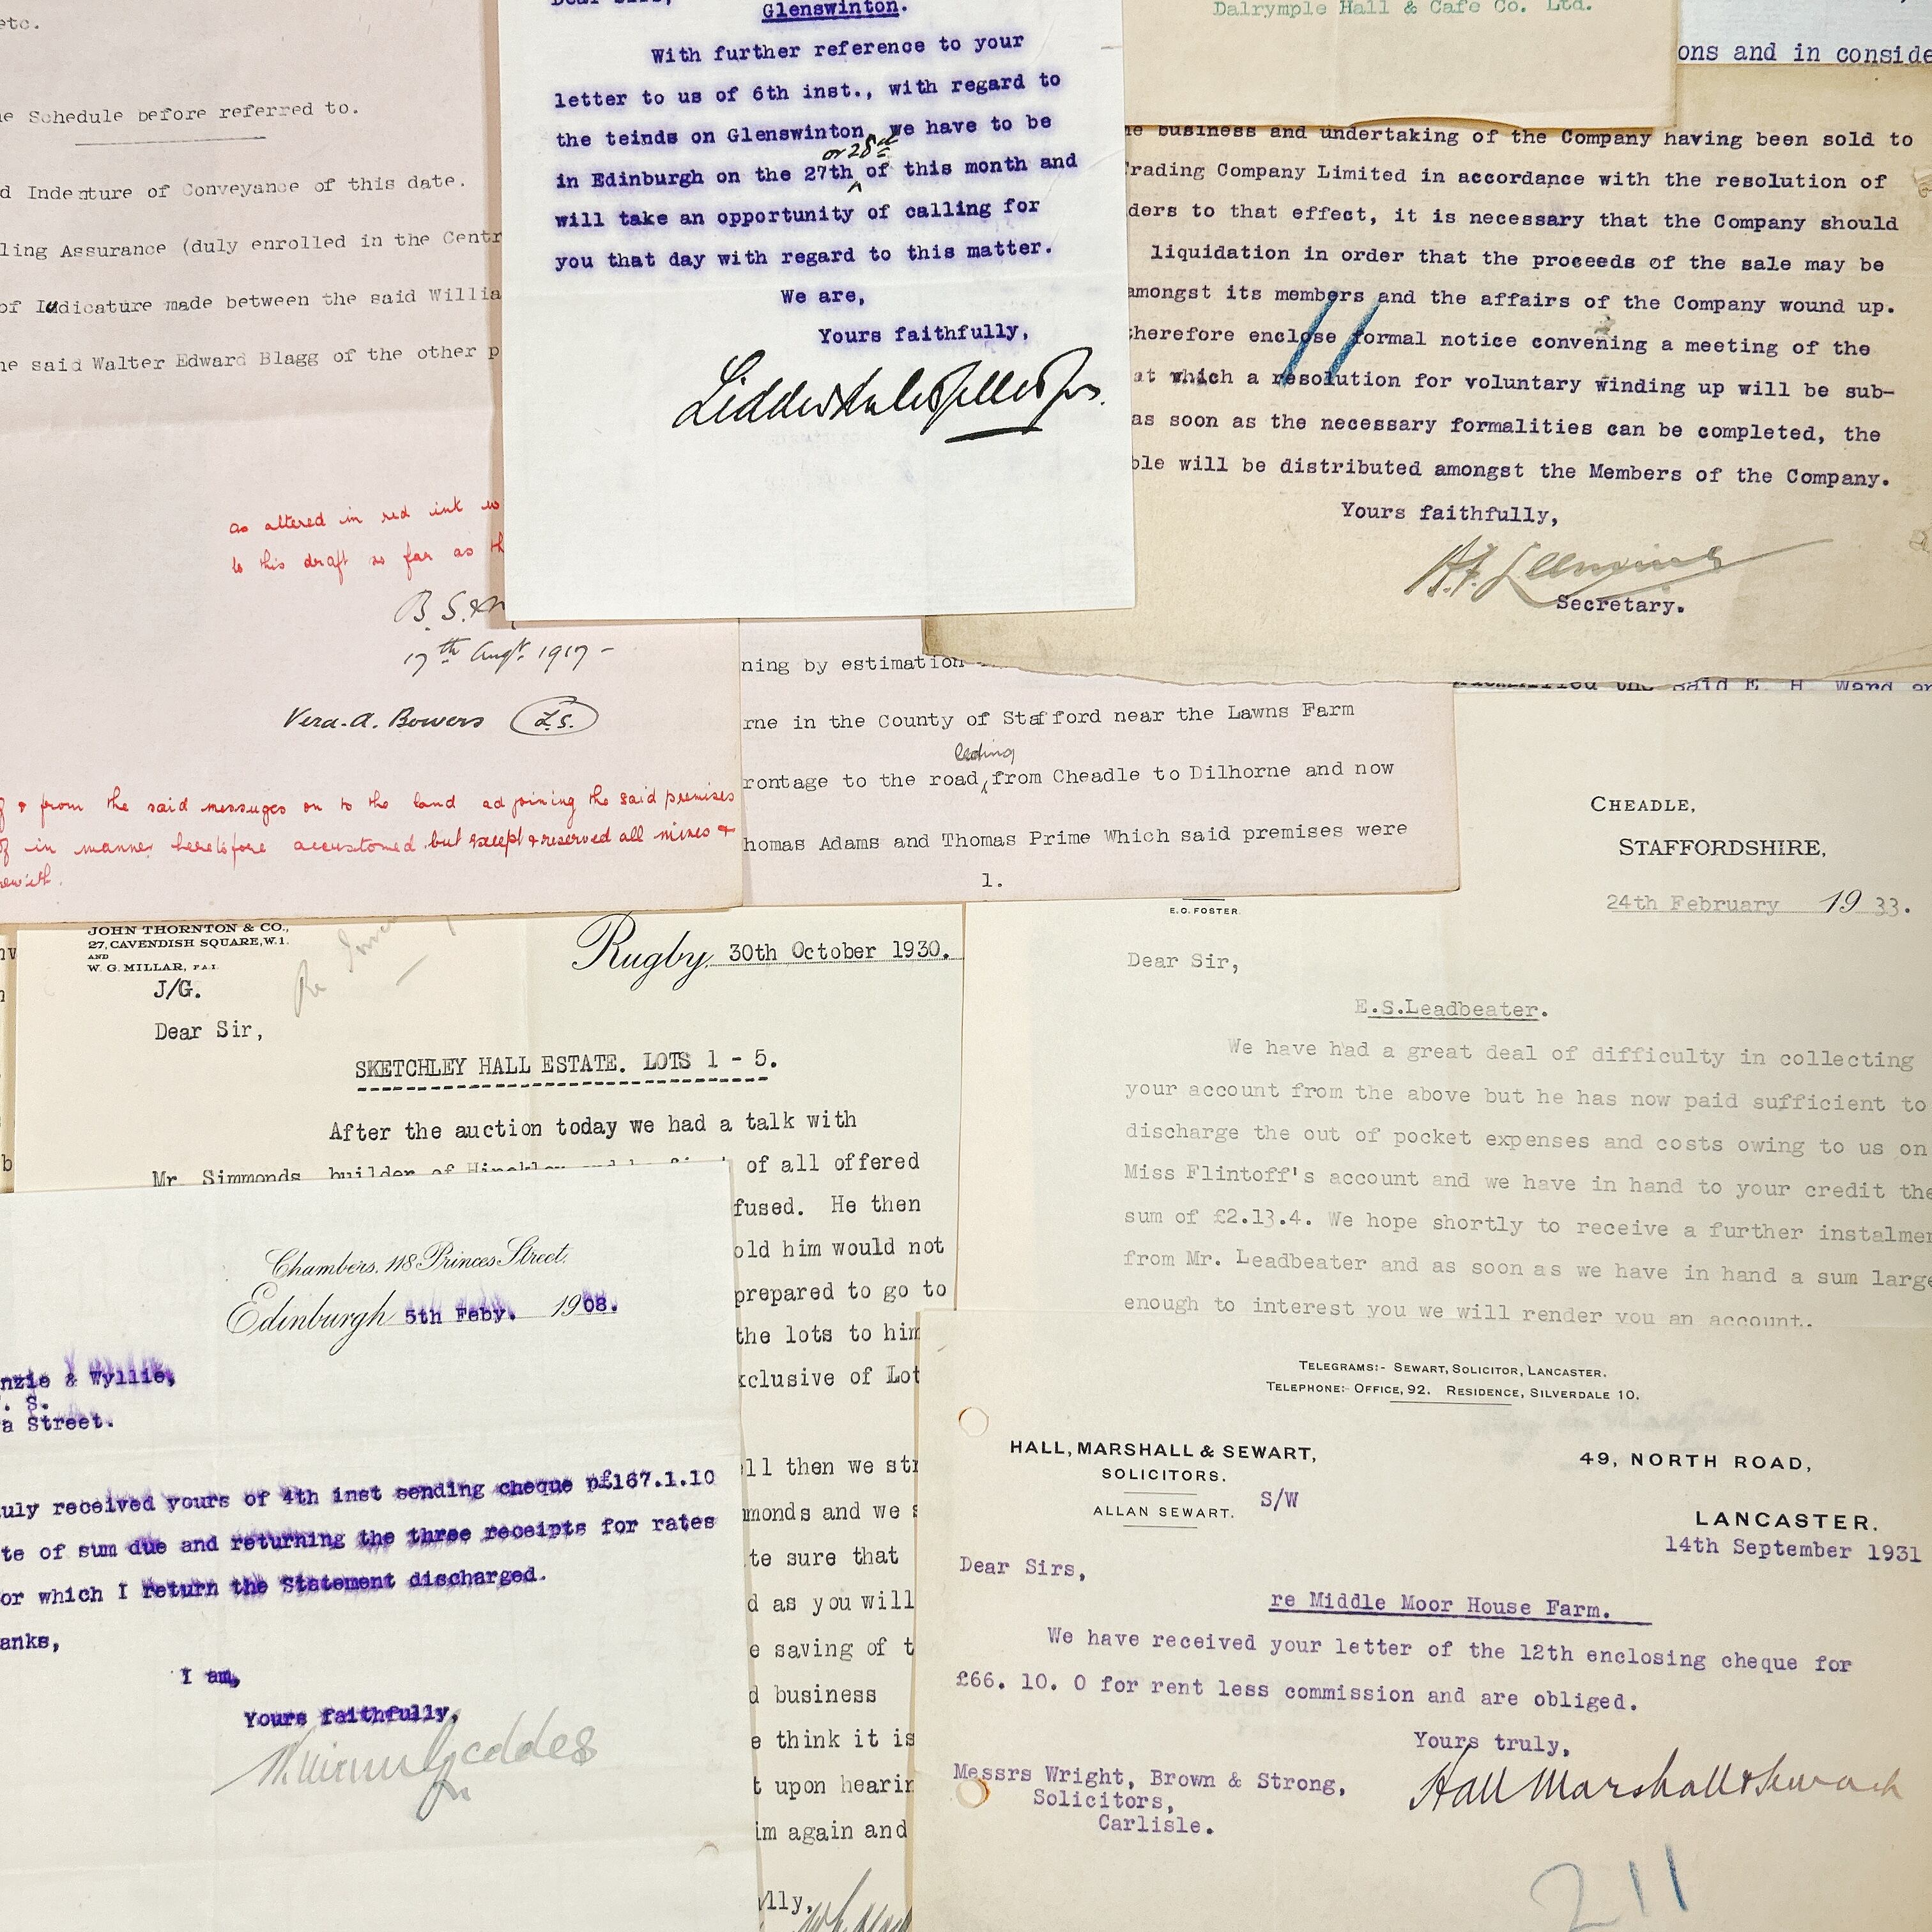 etc.
e Schedule before referred to.
d Indenture of Conveyance of this date.
ling Assurance (duly enrolled in the Centr
of Iudicature made between the said Willia
he said Walter Edward Blagg of the other p
as altered in red ink
to this draft so far as th
B. S.
17th Augt. 1917 -
Vera. A. Bowers L.S.
& from the said messuges on to the land adjoining the said premises
in manner heretofore accustomed but except & reserved all mines &
Glenswinton.
With further reference to your
letter to us of 6th inst., with regard to
the teinds on Glenswinton, we have to be
or 28th
in Edinburgh on the 27th of this month and
will take an opportunity of calling for
you that day with regard to this matter.
We are,
Yours faithfully,
Dalrymple Hall & Cafe Co. Ltd.
ons and in conside
he business and undertaking of the Company having been sold to
Trading Company Limited in accordance with the resolution of
ders to that effect, it is necessary that the Company should
liquidation in order that the proceeds of the sale may be
amongst its members and the affairs of the Company wound up.
therefore enclose formal notice convening a meeting of the
at which a resolution for voluntary winding up will be sub-
as soon as the necessary formalities can be completed, the
ble will be distributed amongst the Members of the Company.
Yours faithfully,
Secretary.
the said E. H. Ward an
ning by estimation
rne in the County of Stafford near the Lawns Farm
leading
rontage to the road, from Cheadle to Dilhorne and now
homas Adams and Thomas Prime Which said premises were
1.
JOHN THORNTON & CO.,
27, CAVENDISH SQUARE, W.1.
AND
W. G. MILLAR, F.A.I.
J/G.
Rugby, 30th October 1930.
Dear Sir,
SKETCHLEY HALL ESTATE. LOTS 1 - 5.
After the auction today we had a talk with
Mr. Simmonds, builder of Hinckley and he first of all offered
fused. He then
old him would not
prepared to go to
the lots to him
xclusive of Lot
ll then we str
monds and we s
te sure that
d as you will
e saving of t
d business
e think it is
t upon hearin
im again and
lly,
E.O. FOSTER.
CHEADLE,
STAFFORDSHIRE,
24th February 1933.
Dear Sir,
E.S.Leadbeater.
We have had a great deal of difficulty in collecting
your account from the above but he has now paid sufficient to
discharge the out of pocket expenses and costs owing to us on
Miss Flintoff's account and we have in hand to your credit the
sum of £2.13.4. We hope shortly to receive a further instalmen
from Mr. Leadbeater and as soon as we have in hand a sum large
enough to interest you we will render you an account.
Chambers, 118 Princes Street.
Edinburgh 5th Feby. 1908.
nzie & Wyllie,
. S.
a Street.
uly received yours of 4th inst sending cheque p£167.1.10
te of sum due and returning the three receipts for rates
or which I return the Statement discharged.
anks,
I am,
Yours faithfully,
TELEGRAMS:- SEWART, SOLICITOR, LANCASTER.
TELEPHONE: OFFICE, 92. RESIDENCE, SILVERDALE 10.
HALL, MARSHALL & SEWART,
SOLICITORS.
ALLAN SEWART.
S/W
49, NORTH ROAD,
LANCASTER.
14th September 1931
Dear Sirs,
re Middle Moor House Farm.
We have received your letter of the 12th enclosing cheque for
£66. 10. 0 for rent less commission and are obliged.
Yours truly,
Hall Marshall & Sewart
Messrs Wright, Brown & Strong,
Solicitors,
Carlisle.
211